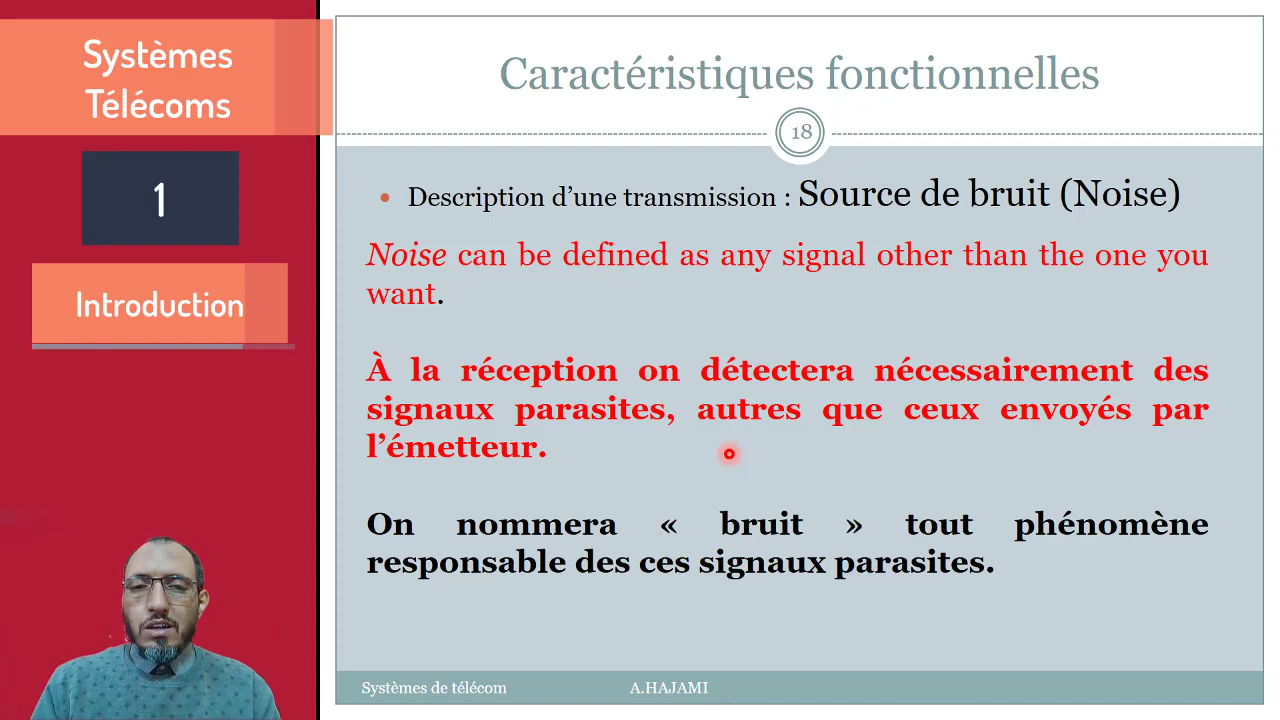 Systèmes
Télécoms
1
Introduction
Caractéristiques fonctionnelles
18
• Description d’une transmission : Source de bruit (Noise)
Noise can be defined as any signal other than the one you
want.
À la réception on détectera nécessairement des
signaux parasites, autres que ceux envoyés par
l’émetteur.
On nommera « bruit » tout phénomène
responsable des ces signaux parasites.
Systèmes de télécom A.HAJAMI